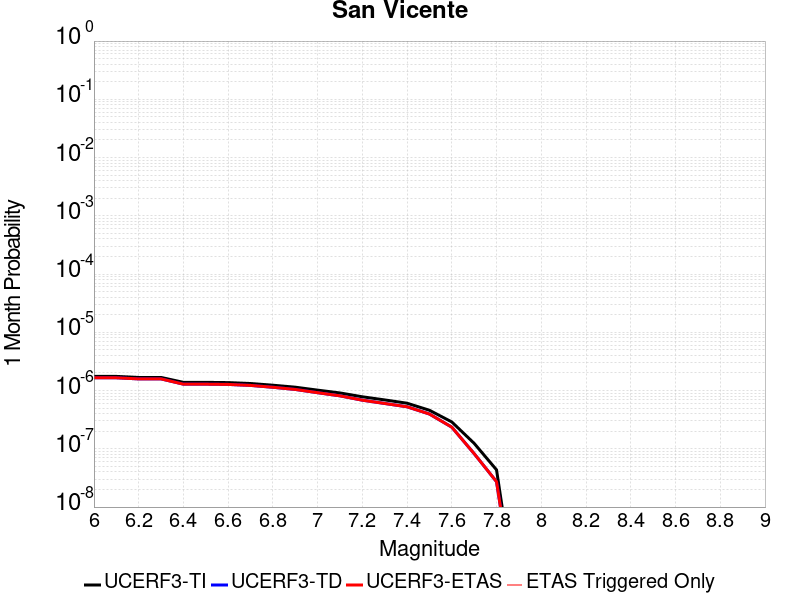 San Vicente
10^0
10^-1
10^-2
10^-3
10^-4
10^-5
10^-6
10^-7
10^-8
1 Month Probability
6 6.2 6.4 6.6 6.8 7 7.2 7.4 7.6 7.8 8 8.2 8.4 8.6 8.8 9
Magnitude
UCERF3-TI UCERF3-TD UCERF3-ETAS ETAS Triggered Only